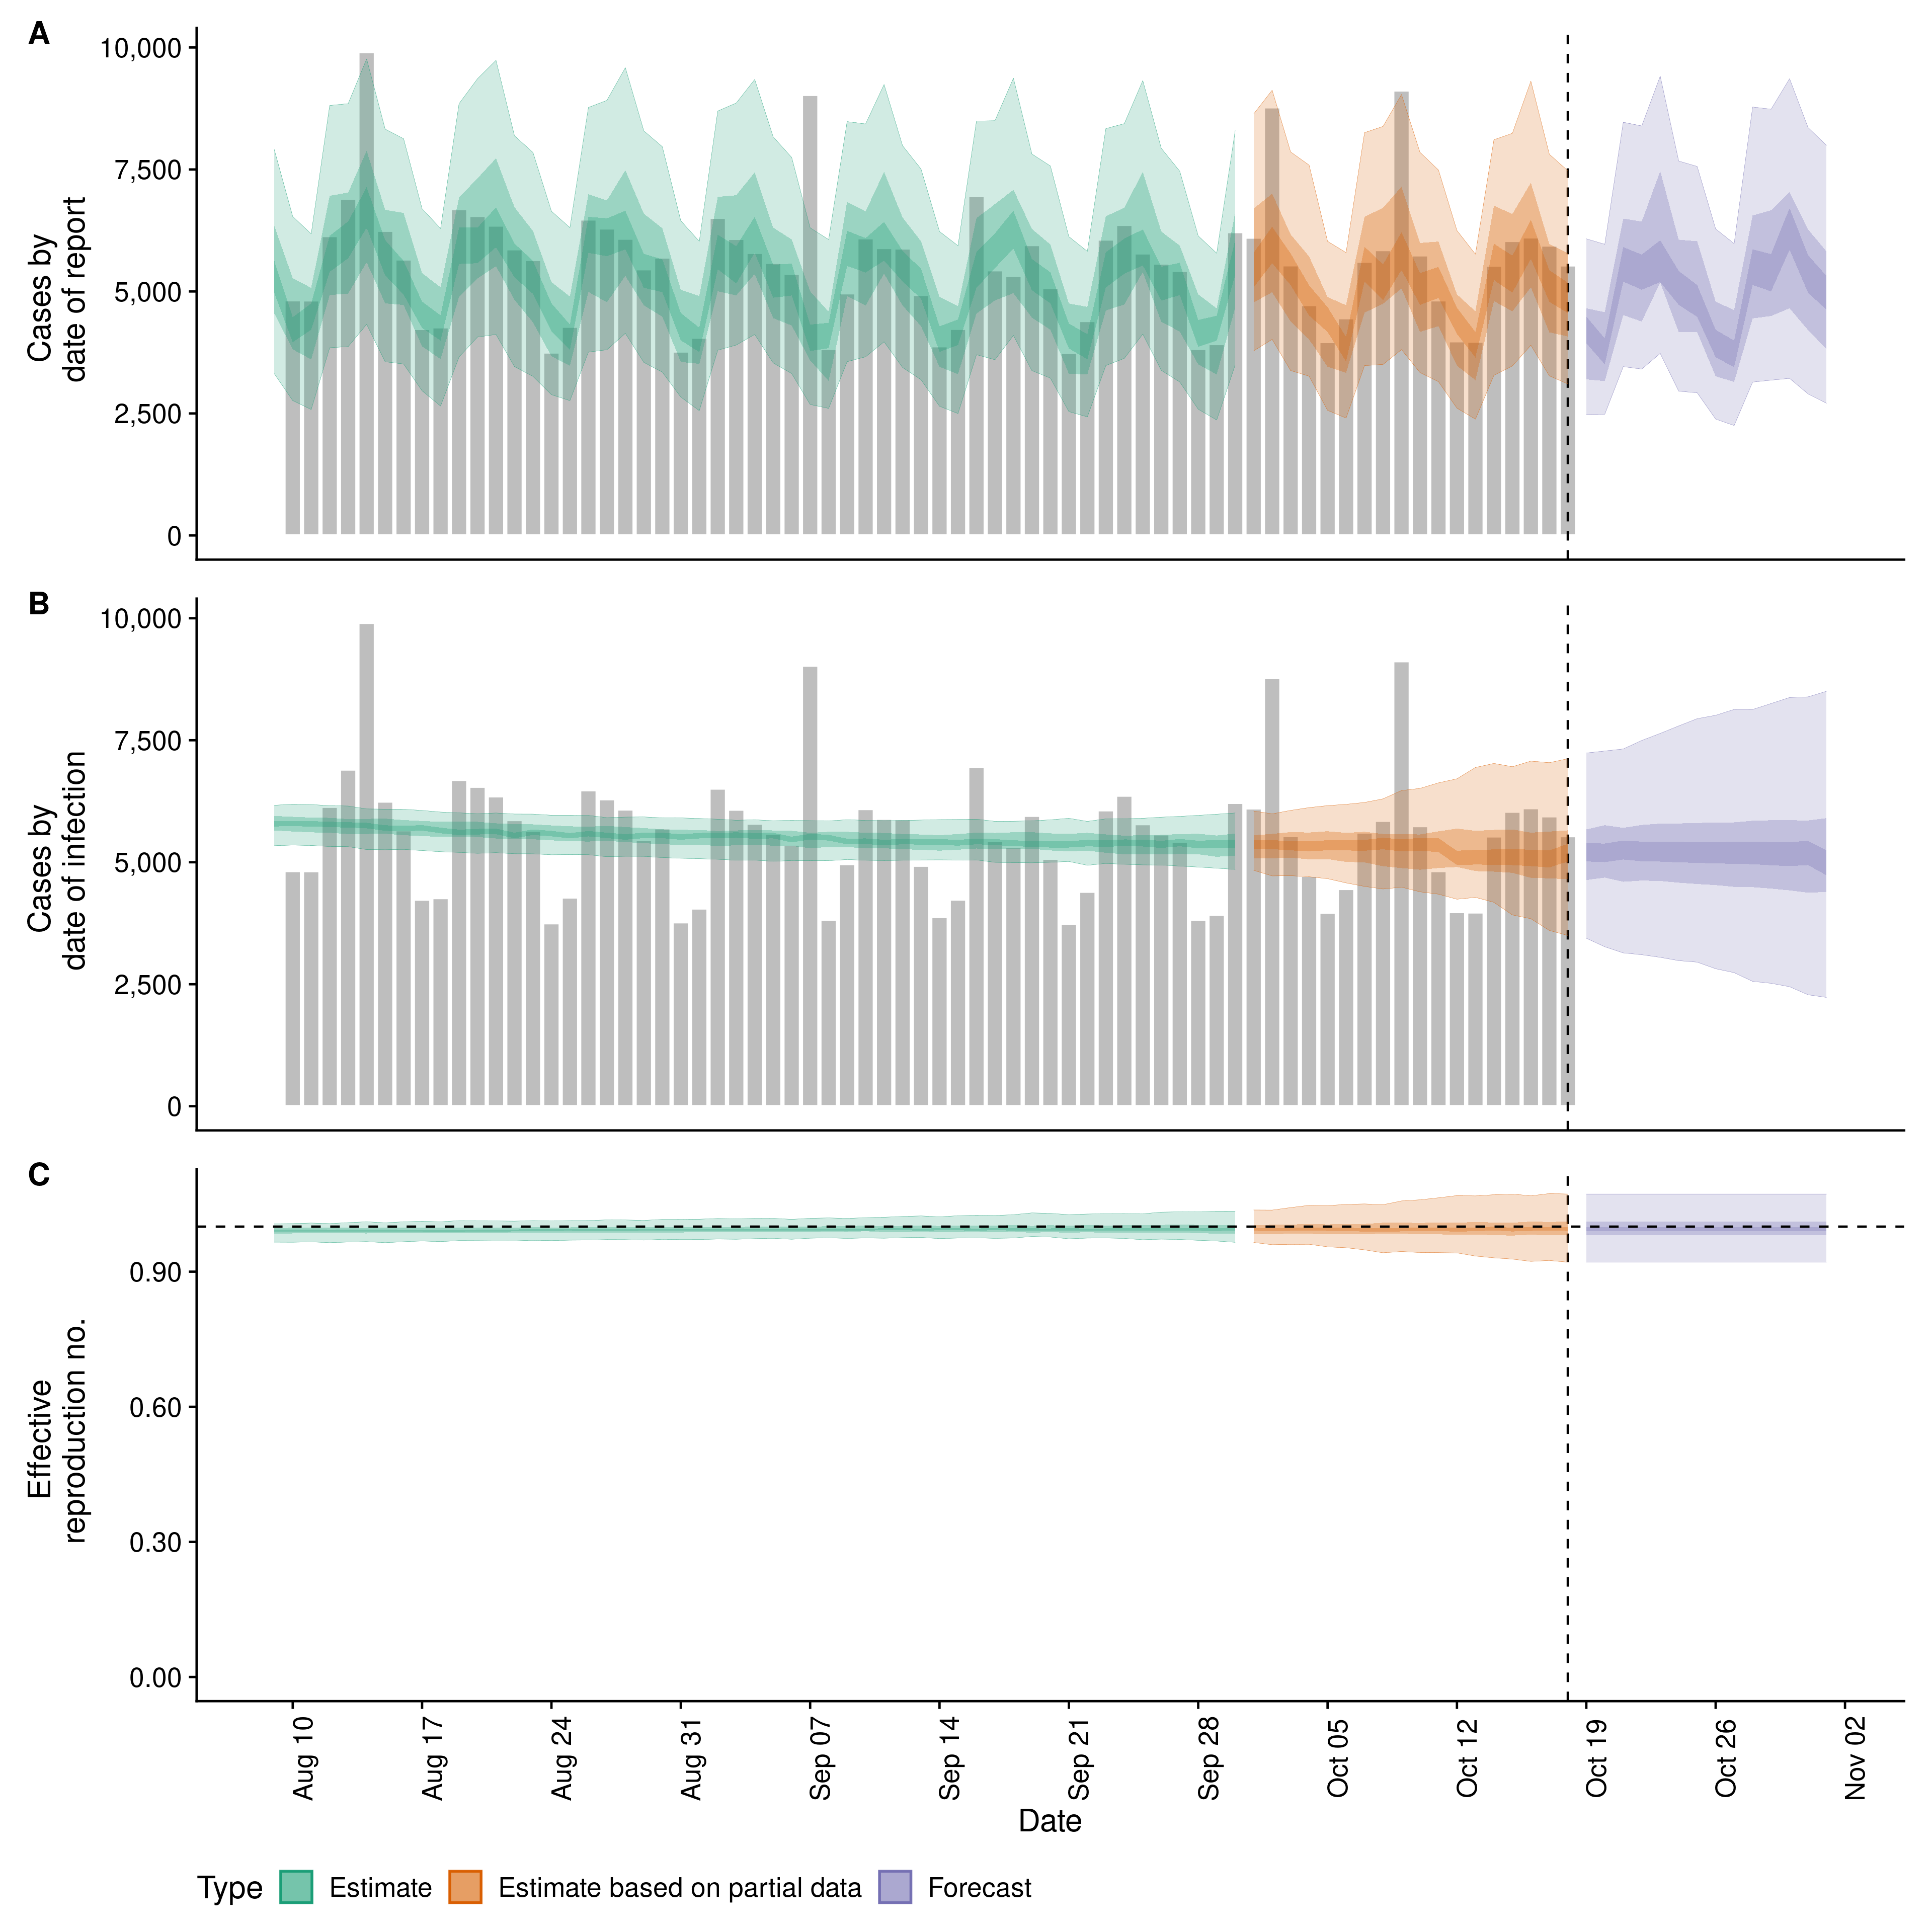 A
10,000
7,500
5,000
2,500
0
Cases by
date of report
B
10,000
7,500
5,000
2,500
0
Cases by
date of infection
C
0.90
0.60
0.30
0.00
Effective
reproduction no.
Aug 10
Aug 17
Aug 24
Aug 31
Sep 07
Sep 14
Sep 21
Sep 28
Oct 05
Oct 12
Oct 19
Oct 26
Nov 02
Date
Type Estimate Estimate based on partial data Forecast